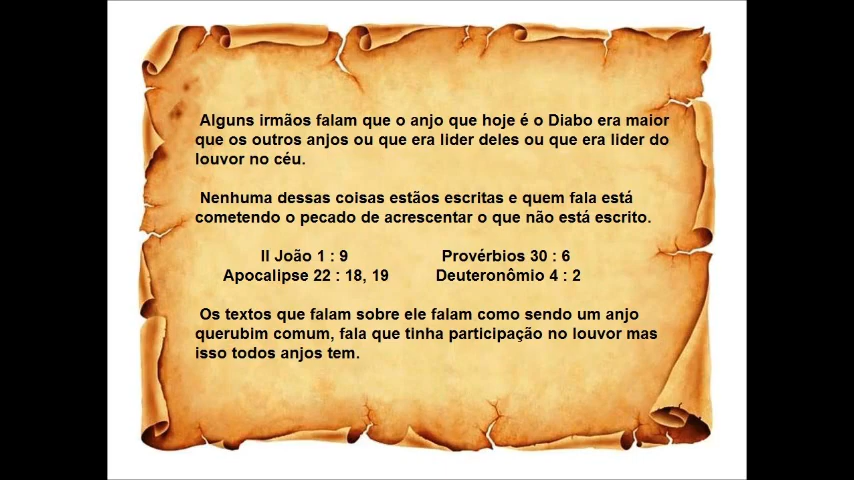 Alguns irmãos falam que o anjo que hoje é o Diabo era maior
que os outros anjos ou que era lider deles ou que era lider do
louvor no céu.
Nenhuma dessas coisas estãos escritas e quem fala está
cometendo o pecado de acrescentar o que não está escrito.
II João 1 : 9 Provérbios 30 : 6
Apocalipse 22 : 18, 19 Deuteronômio 4 : 2
Os textos que falam sobre ele falam como sendo um anjo
querubim comum, fala que tinha participação no louvor mas
isso todos anjos tem.